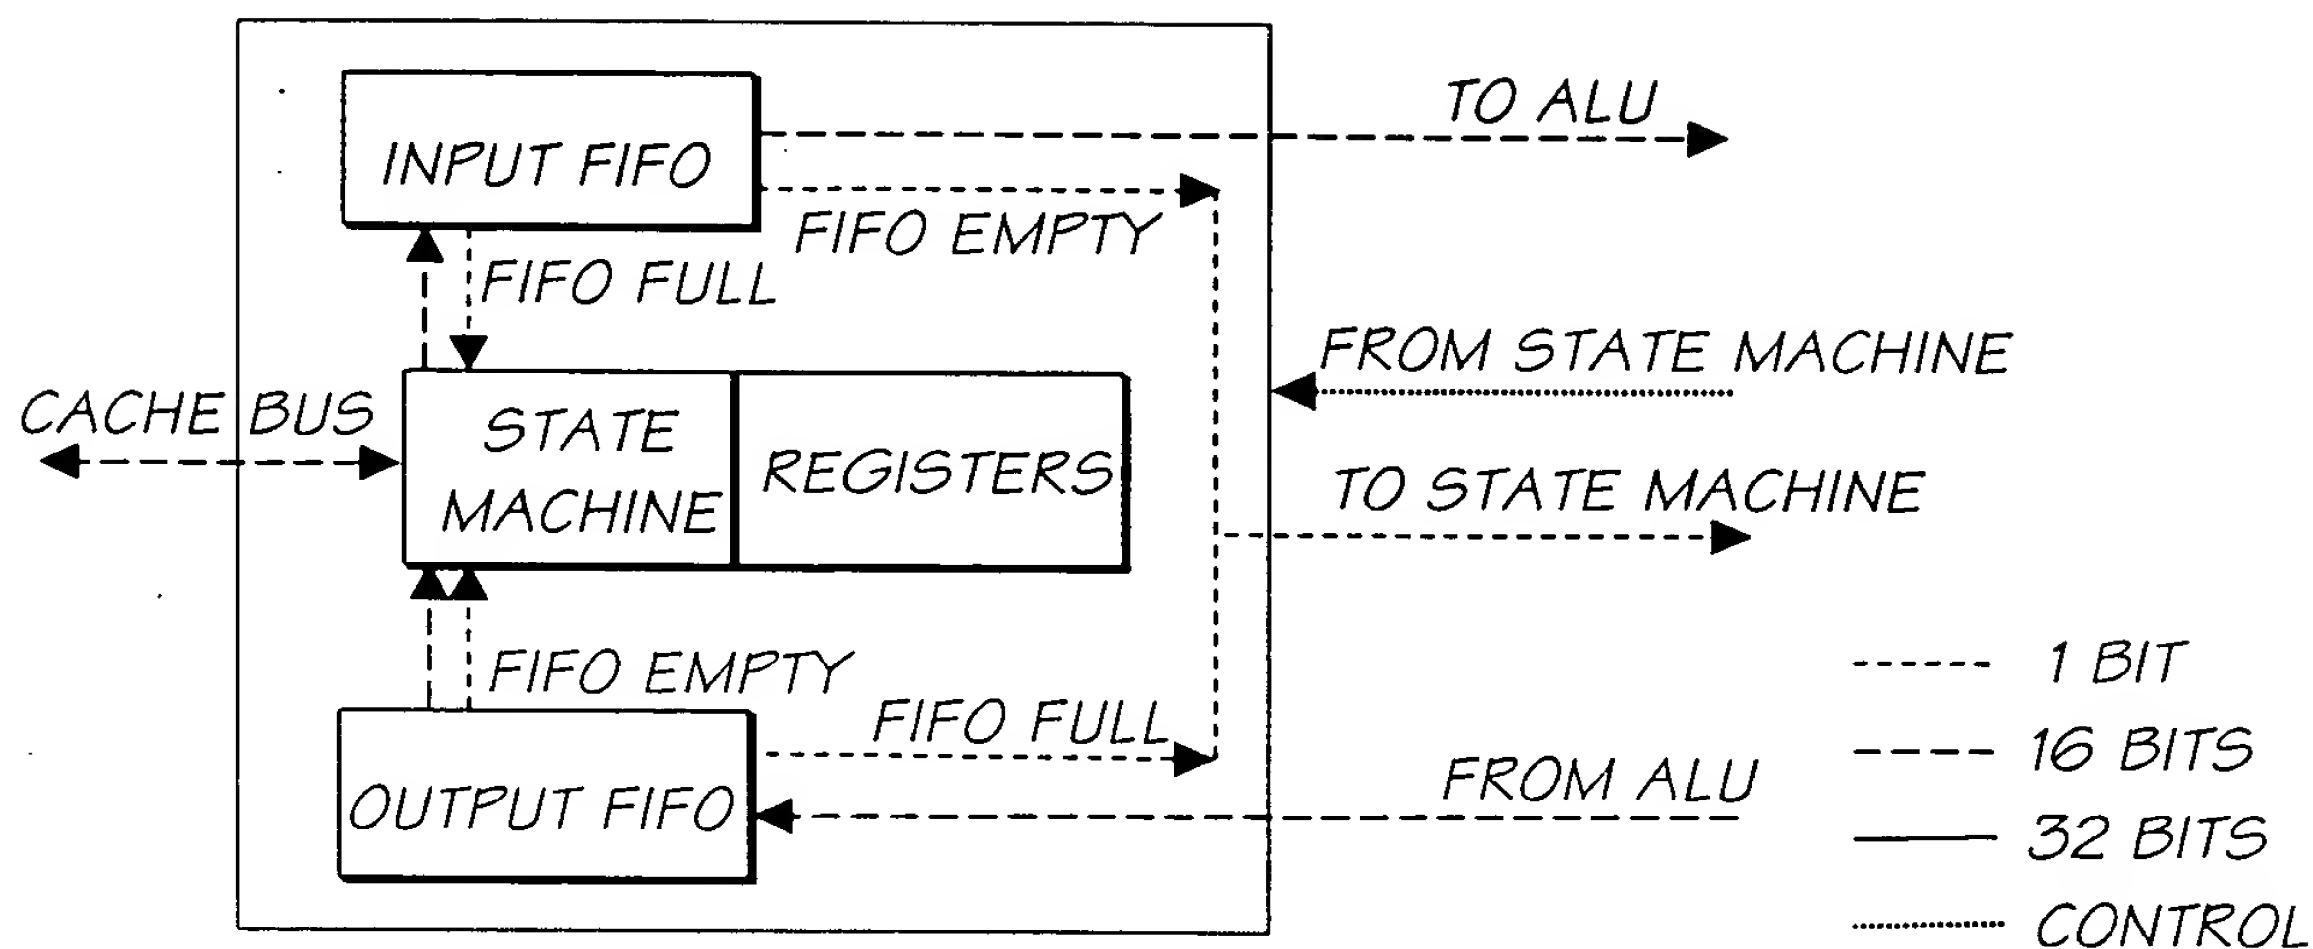 TO ALU
INPUT FIFO
FIFO EMPTY
FIFO FULL
FROM STATE MACHINE
CACHE BUS
STATE
MACHINE
REGISTERS
TO STATE MACHINE
FIFO EMPTY
FIFO FULL
OUTPUT FIFO
FROM ALU
1 BIT
16 BITS
32 BITS
CONTROL